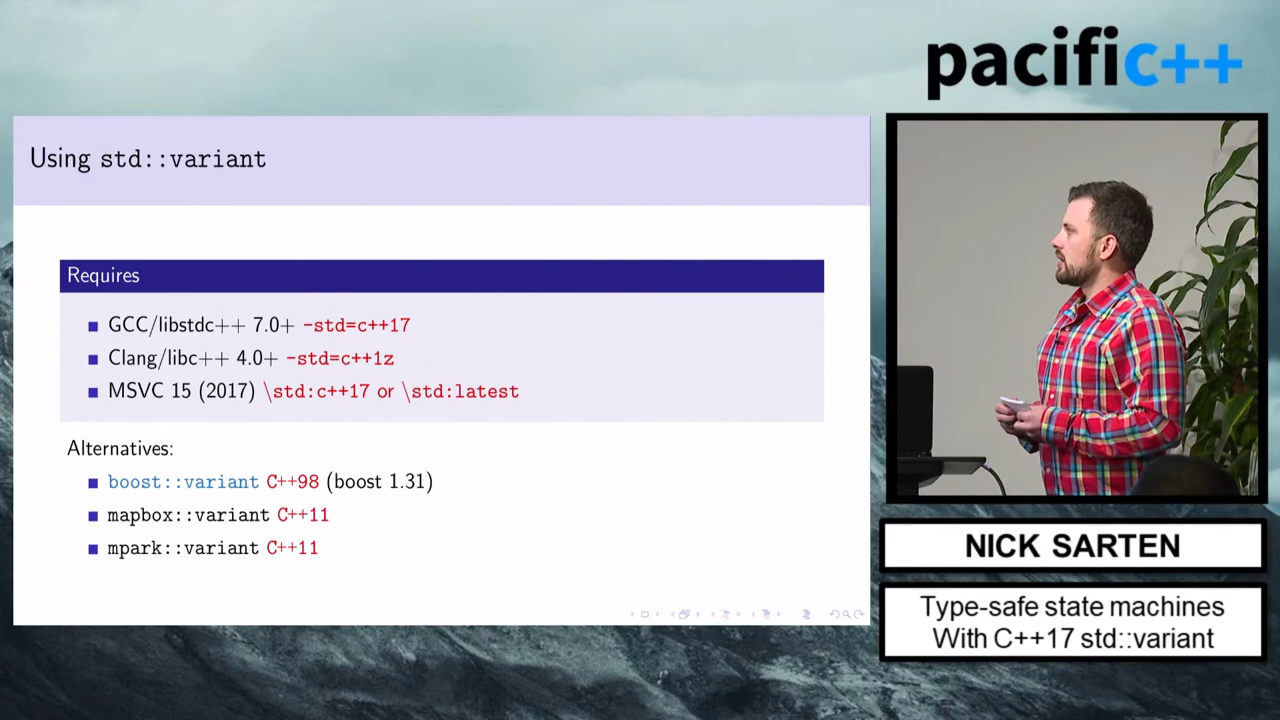 pacific++
Using std::variant
Requires
GCC/libstdc++ 7.0+ -std=c++17
Clang/libc++ 4.0+ -std=c++1z
MSVC 15 (2017) \std:c++17 or \std:latest
Alternatives:
boost::variant C++98 (boost 1.31)
mapbox::variant C++11
mpark::variant C++11
NICK SARTEN
Type-safe state machines
With C++17 std::variant